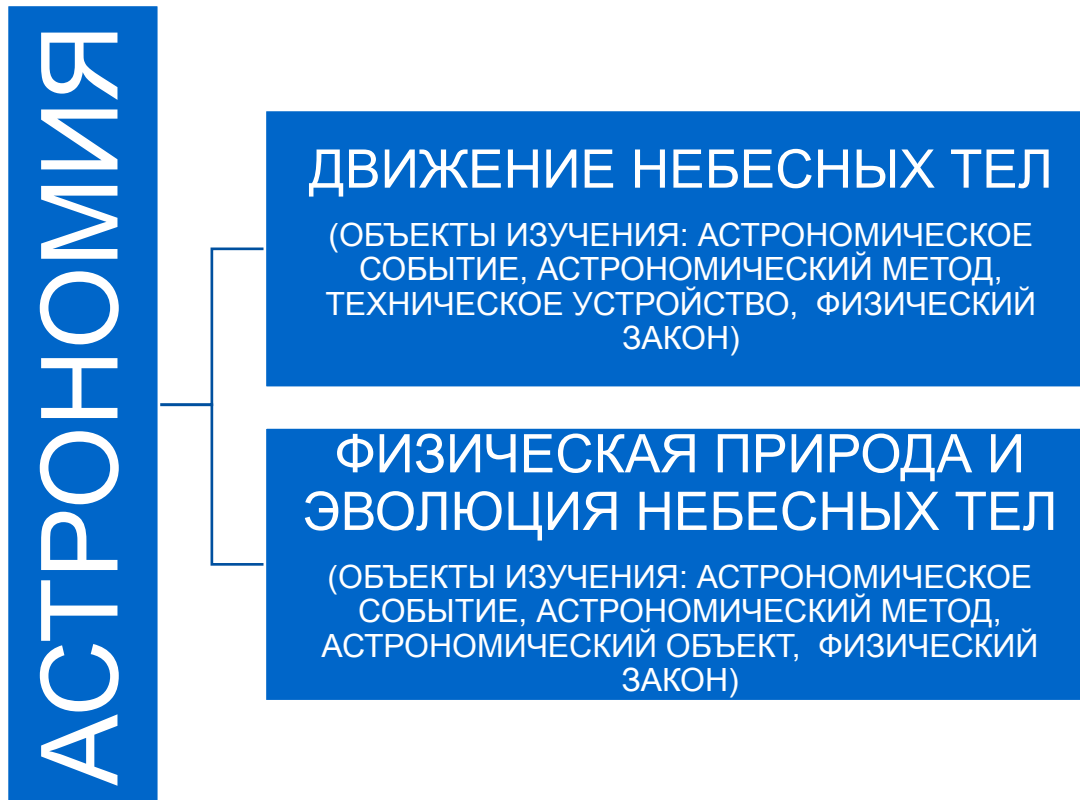 АСТРОНОМИЯ
ДВИЖЕНИЕ НЕБЕСНЫХ ТЕЛ
(ОБЪЕКТЫ ИЗУЧЕНИЯ: АСТРОНОМИЧЕСКОЕ
СОБЫТИЕ, АСТРОНОМИЧЕСКИЙ МЕТОД,
ТЕХНИЧЕСКОЕ УСТРОЙСТВО, ФИЗИЧЕСКИЙ
ЗАКОН)
ФИЗИЧЕСКАЯ ПРИРОДА И
ЭВОЛЮЦИЯ НЕБЕСНЫХ ТЕЛ
(ОБЪЕКТЫ ИЗУЧЕНИЯ: АСТРОНОМИЧЕСКОЕ
СОБЫТИЕ, АСТРОНОМИЧЕСКИЙ МЕТОД,
АСТРОНОМИЧЕСКИЙ ОБЪЕКТ, ФИЗИЧЕСКИЙ
ЗАКОН)